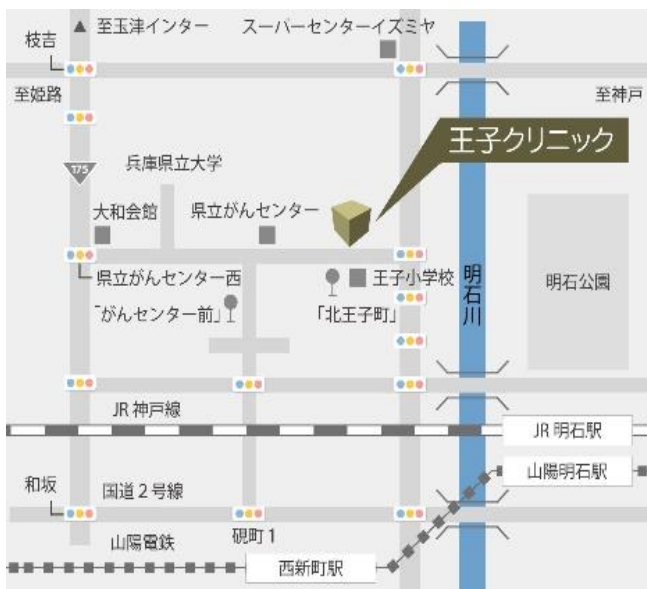 ▲ 至玉津インター
スーパーセンターイズミヤ
枝吉
至姫路
至神戸
王子クリニック
兵庫県立大学
175
大和会館
県立がんセンター
県立がんセンター西
王子小学校
明石川
明石公園
「がんセンター前」
「北王子町」
JR 神戸線
JR 明石駅
山陽明石駅
和坂
国道2号線
硯町1
山陽電鉄
西新町駅